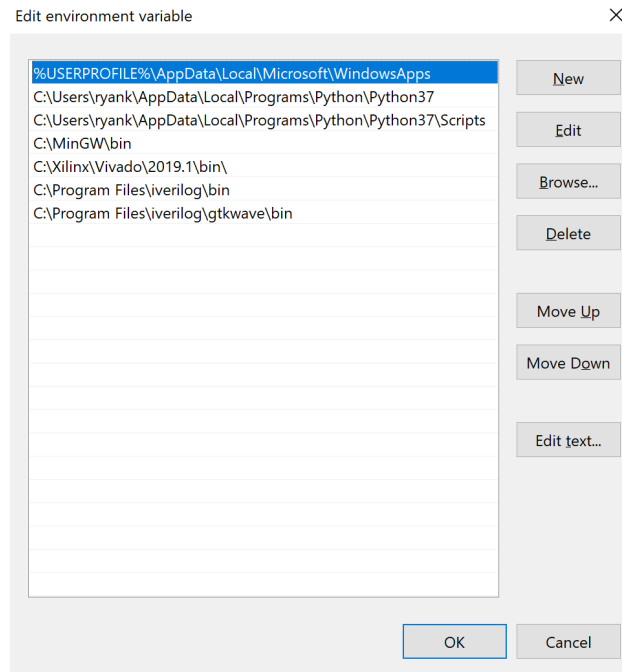 Edit environment variable
%USERPROFILE%\AppData\Local\Microsoft\WindowsApps
C:\Users\ryank\AppData\Local\Programs\Python\Python37
C:\Users\ryank\AppData\Local\Programs\Python\Python37\Scripts
C:\MinGW\bin
C:\Xilinx\Vivado\2019.1\bin\
C:\Program Files\iverilog\bin
C:\Program Files\iverilog\gtkwave\bin
New
Edit
Browse...
Delete
Move Up
Move Down
Edit text...
OK
Cancel